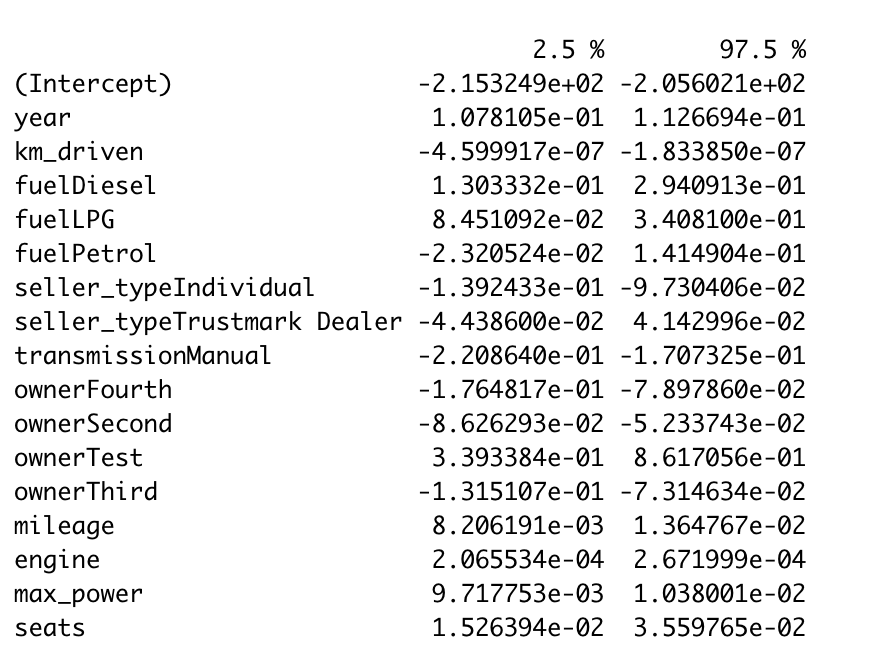 2.5 % 97.5 %
(Intercept) -2.153249e+02 -2.056021e+02
year 1.078105e-01 1.126694e-01
km_driven -4.599917e-07 -1.833850e-07
fuelDiesel 1.303332e-01 2.940913e-01
fuelLPG 8.451092e-02 3.408100e-01
fuelPetrol -2.320524e-02 1.414904e-01
seller_typeIndividual -1.392433e-01 -9.730406e-02
seller_typeTrustmark Dealer -4.438600e-02 4.142996e-02
transmissionManual -2.208640e-01 -1.707325e-01
ownerFourth -1.764817e-01 -7.897860e-02
ownerSecond -8.626293e-02 -5.233743e-02
ownerTest 3.393384e-01 8.617056e-01
ownerThird -1.315107e-01 -7.314634e-02
mileage 8.206191e-03 1.364767e-02
engine 2.065534e-04 2.671999e-04
max_power 9.717753e-03 1.038001e-02
seats 1.526394e-02 3.559765e-02